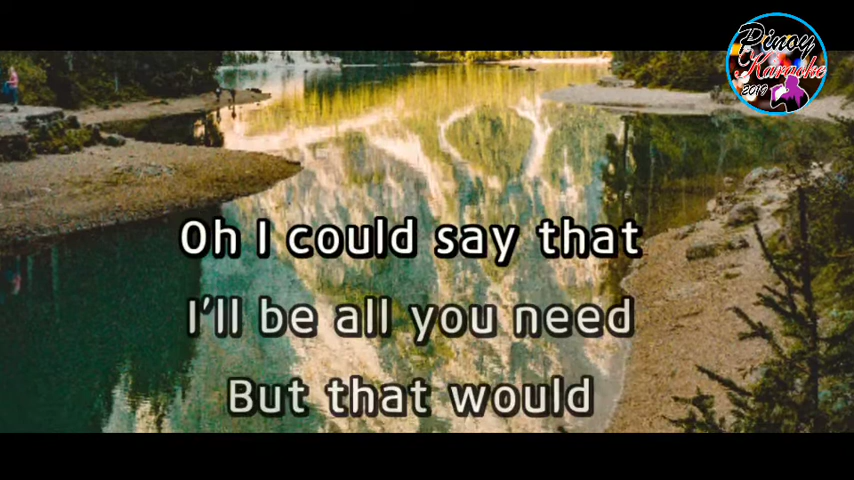 Pinoy
Karaoke
2019
Oh I could say that
I'll be all you need
But that would